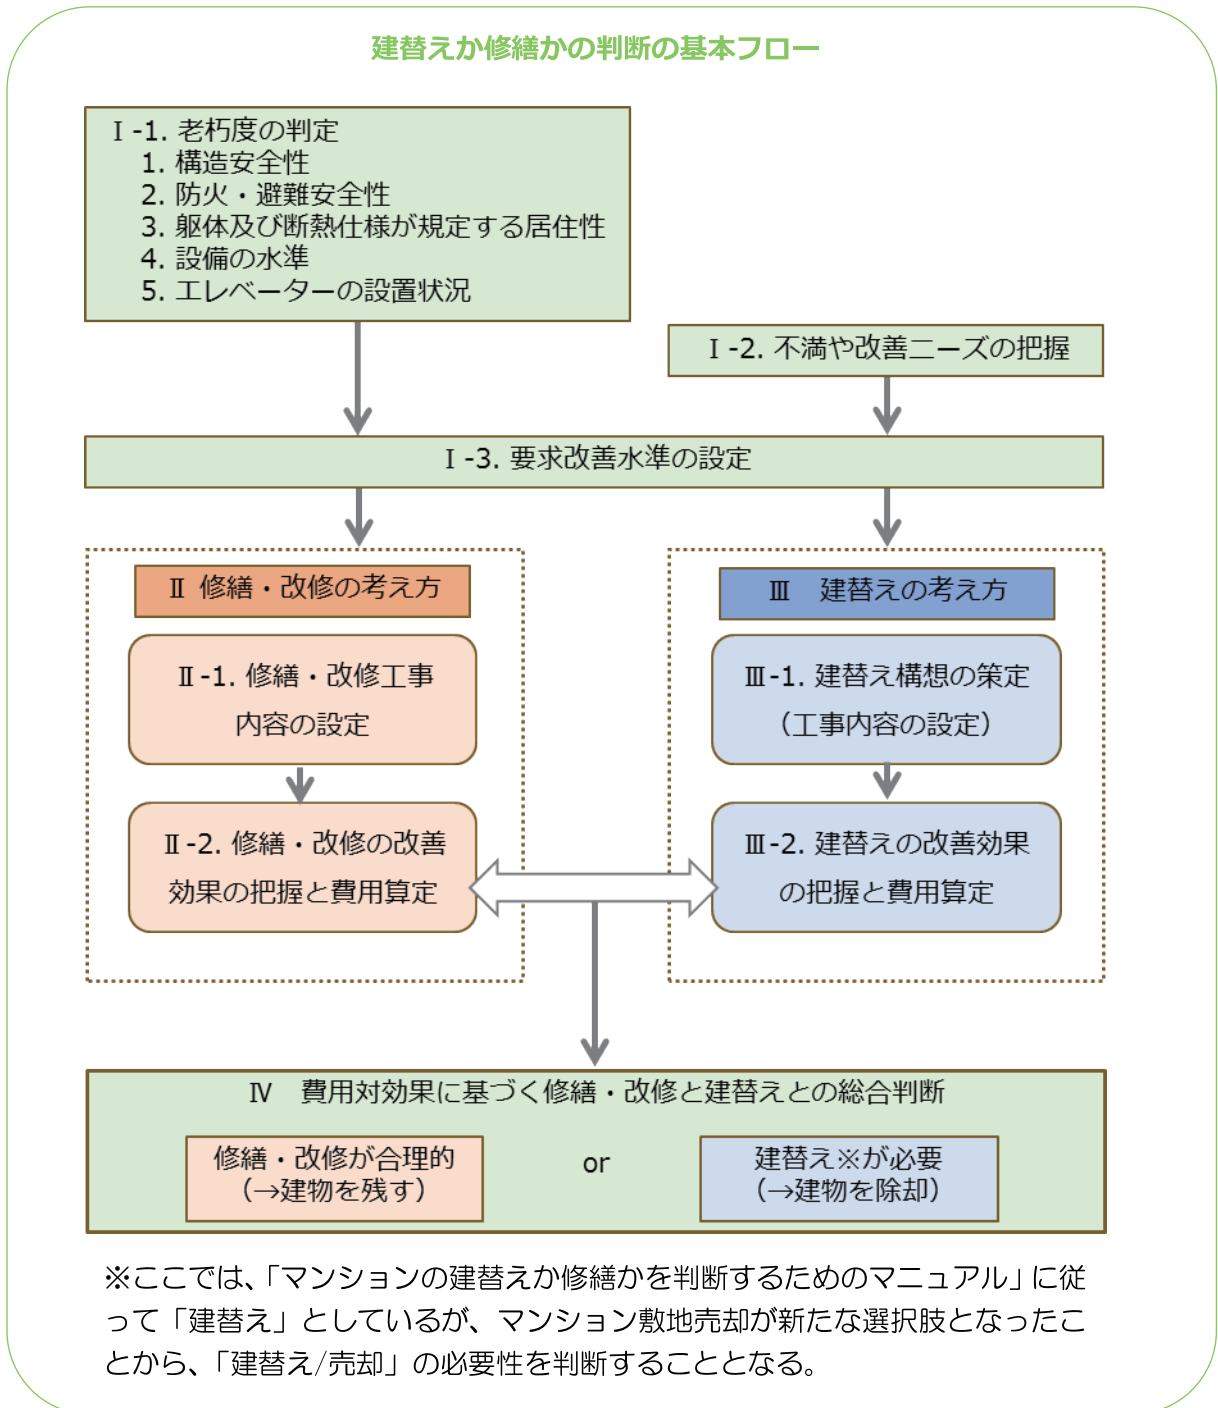 建替えか修繕かの判断の基本フロー
Ⅰ-1. 老朽度の判定
1. 構造安全性
2. 防火・避難安全性
3. 躯体及び断熱仕様が規定する居住性
4. 設備の水準
5. エレベーターの設置状況
Ⅰ-2. 不満や改善ニーズの把握
Ⅰ-3. 要求改善水準の設定
Ⅱ 修繕・改修の考え方
Ⅱ-1. 修繕・改修工事
内容の設定
Ⅱ-2. 修繕・改修の改善
効果の把握と費用算定
Ⅲ　建替えの考え方
Ⅲ-1. 建替え構想の策定
（工事内容の設定）
Ⅲ-2. 建替えの改善効果
の把握と費用算定
Ⅳ　費用対効果に基づく修繕・改修と建替えとの総合判断
修繕・改修が合理的
（→建物を残す）
or
建替え※が必要
（→建物を除却）
※ここでは、「マンションの建替えか修繕かを判断するためのマニュアル」に従
って「建替え」としているが、マンション敷地売却が新たな選択肢となったこ
とから、「建替え/売却」の必要性を判断することとなる。